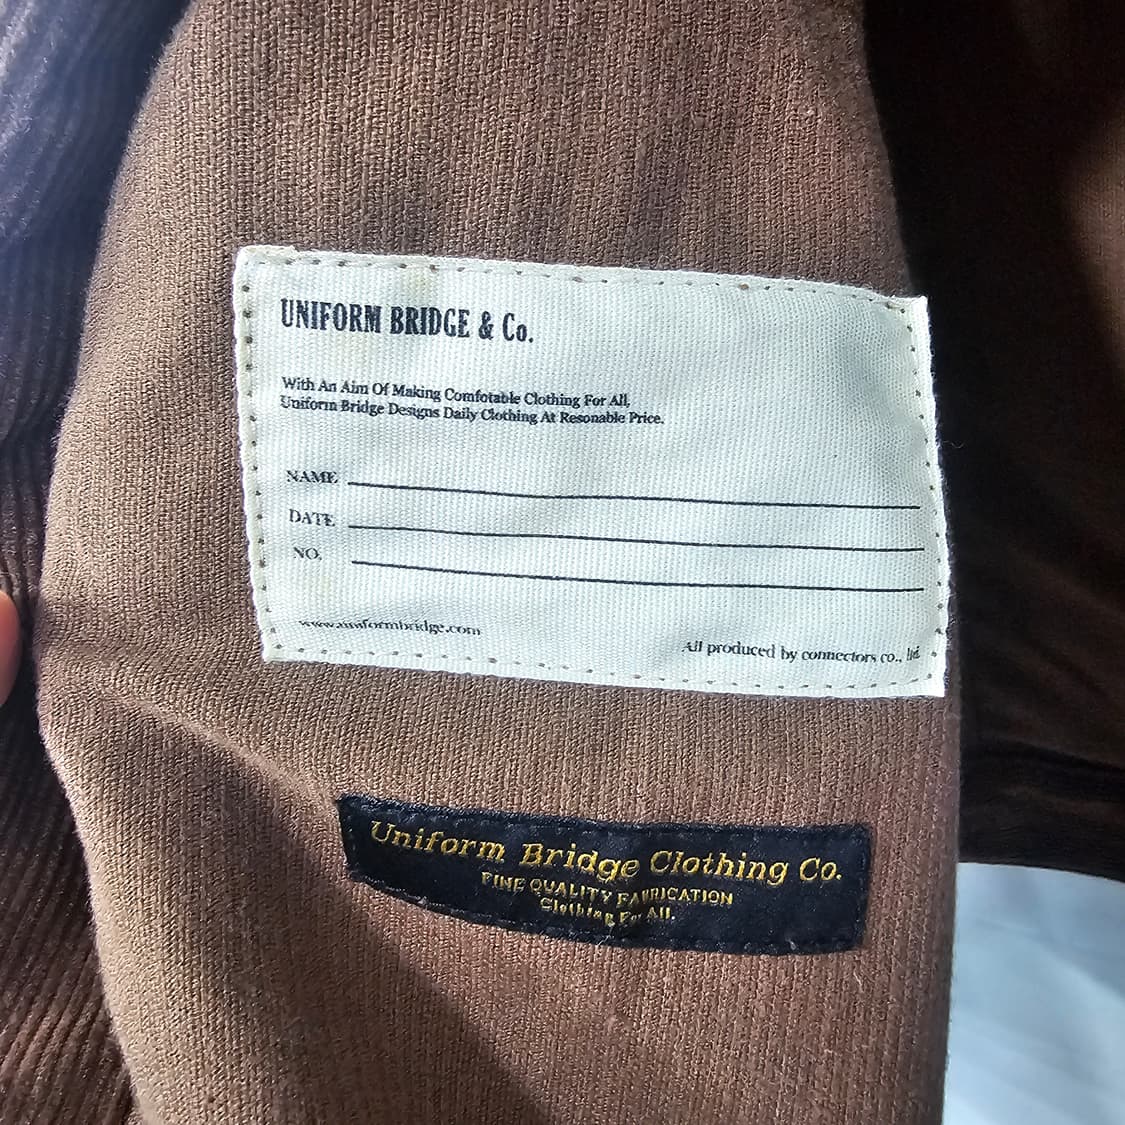 UNIFORM BRIDGE & Co.
With An Aim Of Making Comfotable Clothing For All,
Uniform Bridge Designs Daily Clothing At Resonable Price.
NAME
DATE
NO.
www.uniformbridge.com
All produced by connectors co., ltd.
Uniform Bridge Clothing Co.
FINE QUALITY FABRICATION
Clothing For All.